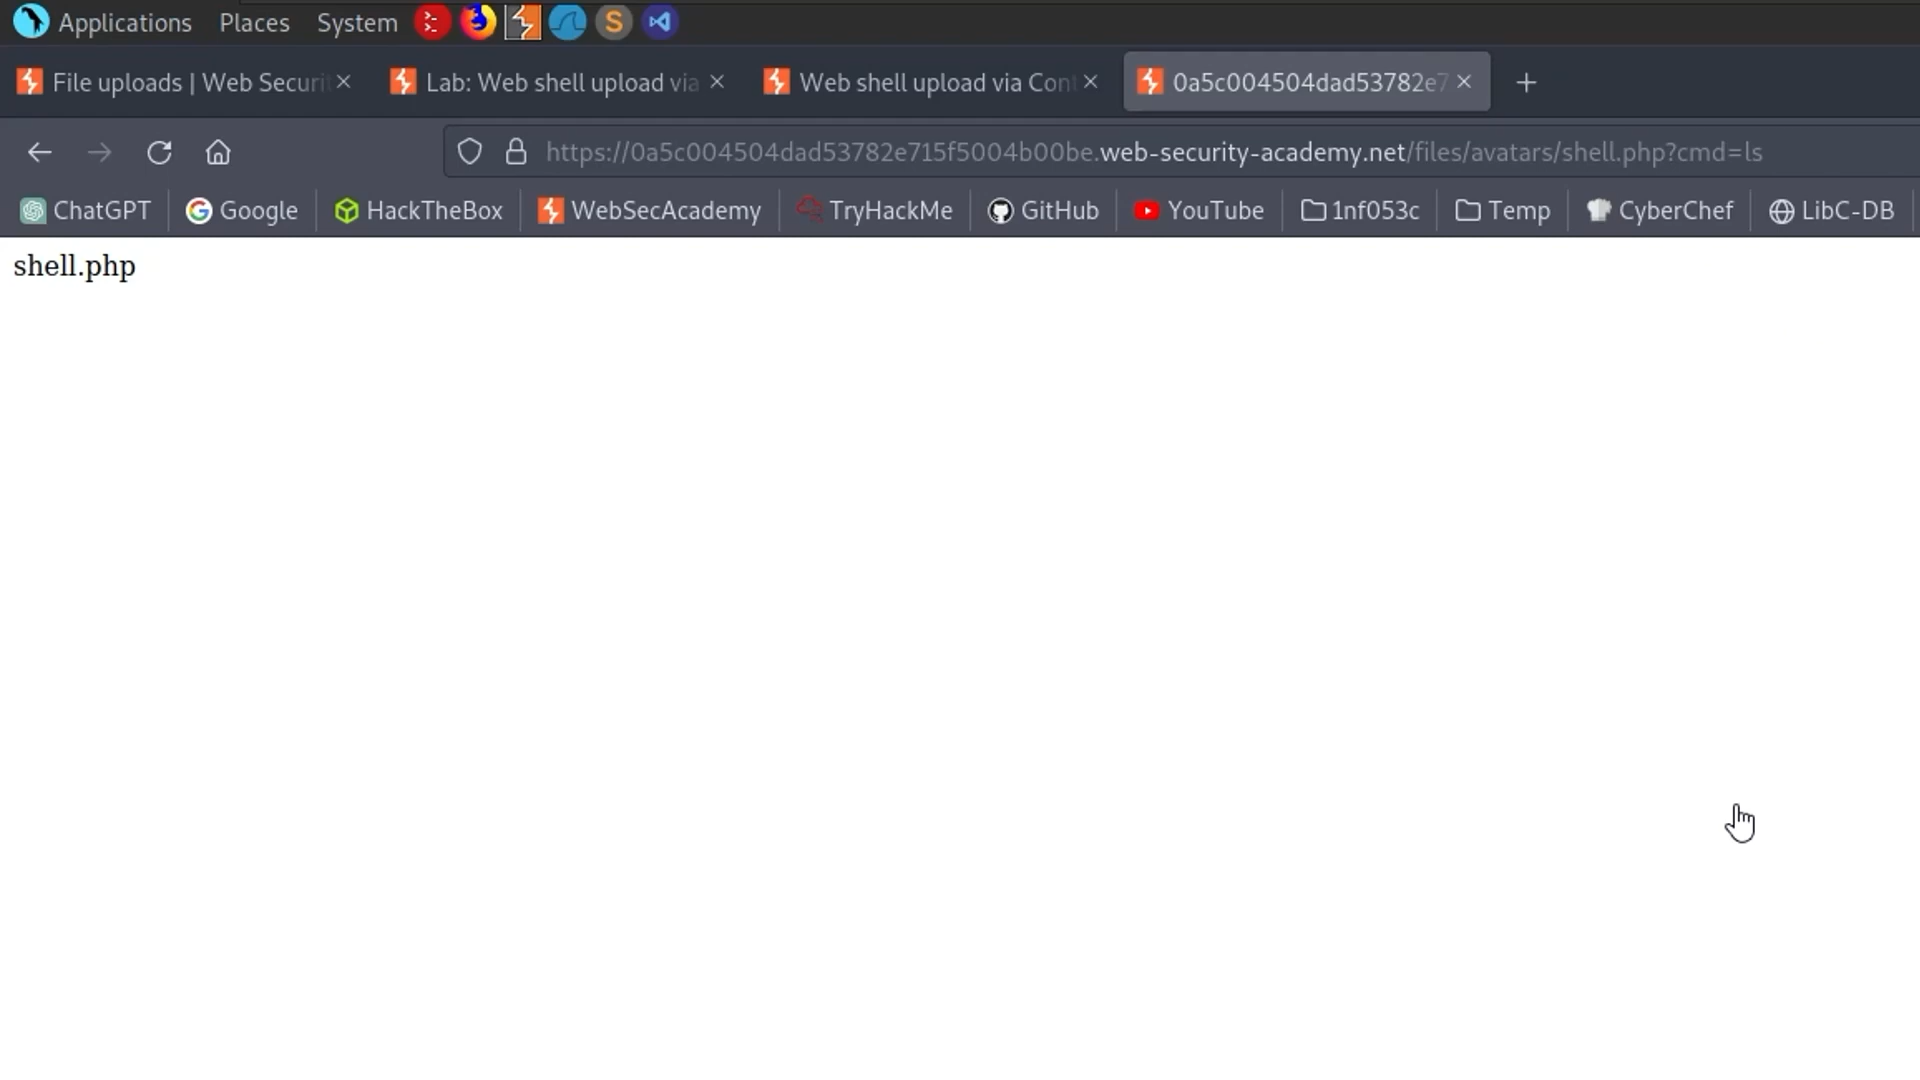 Applications Places System
File uploads | Web Securit Lab: Web shell upload via Web shell upload via Cont 0a5c004504dad53782e7
https://0a5c004504dad53782e715f5004b00be.web-security-academy.net/files/avatars/shell.php?cmd=ls
ChatGPT Google HackTheBox WebSecAcademy TryHackMe GitHub YouTube 1nf053c Temp CyberChef LibC-DB
shell.php